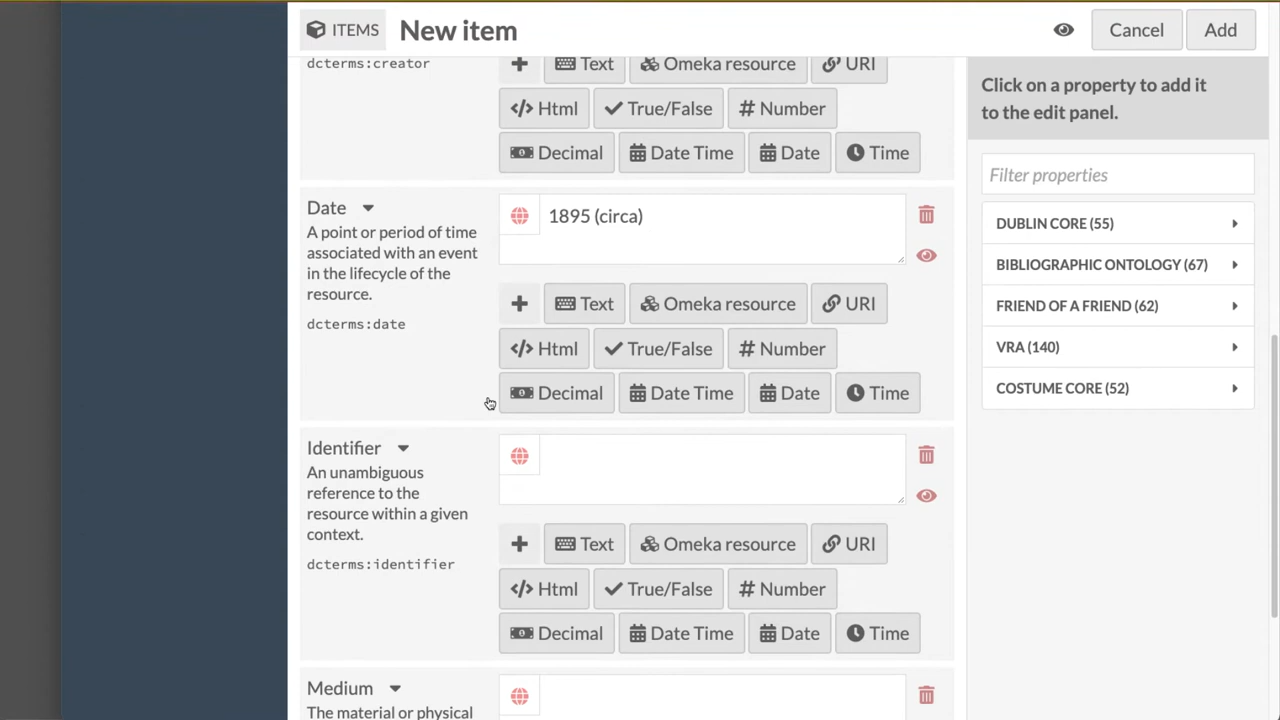 ITEMS New item Cancel Add
dcterms:creator
Text Omeka resource URI
Html True/False Number
Decimal Date Time Date Time
Click on a property to add it
to the edit panel.
Filter properties
DUBLIN CORE (55)
BIBLIOGRAPHIC ONTOLOGY (67)
FRIEND OF A FRIEND (62)
VRA (140)
COSTUME CORE (52)
Date
A point or period of time
associated with an event
in the lifecycle of the
resource.
dcterms:date
1895 (circa)
Text Omeka resource URI
Html True/False Number
Decimal Date Time Date Time
Identifier
An unambiguous
reference to the
resource within a given
context.
dcterms:identifier
Text Omeka resource URI
Html True/False Number
Decimal Date Time Date Time
Medium
The material or physical